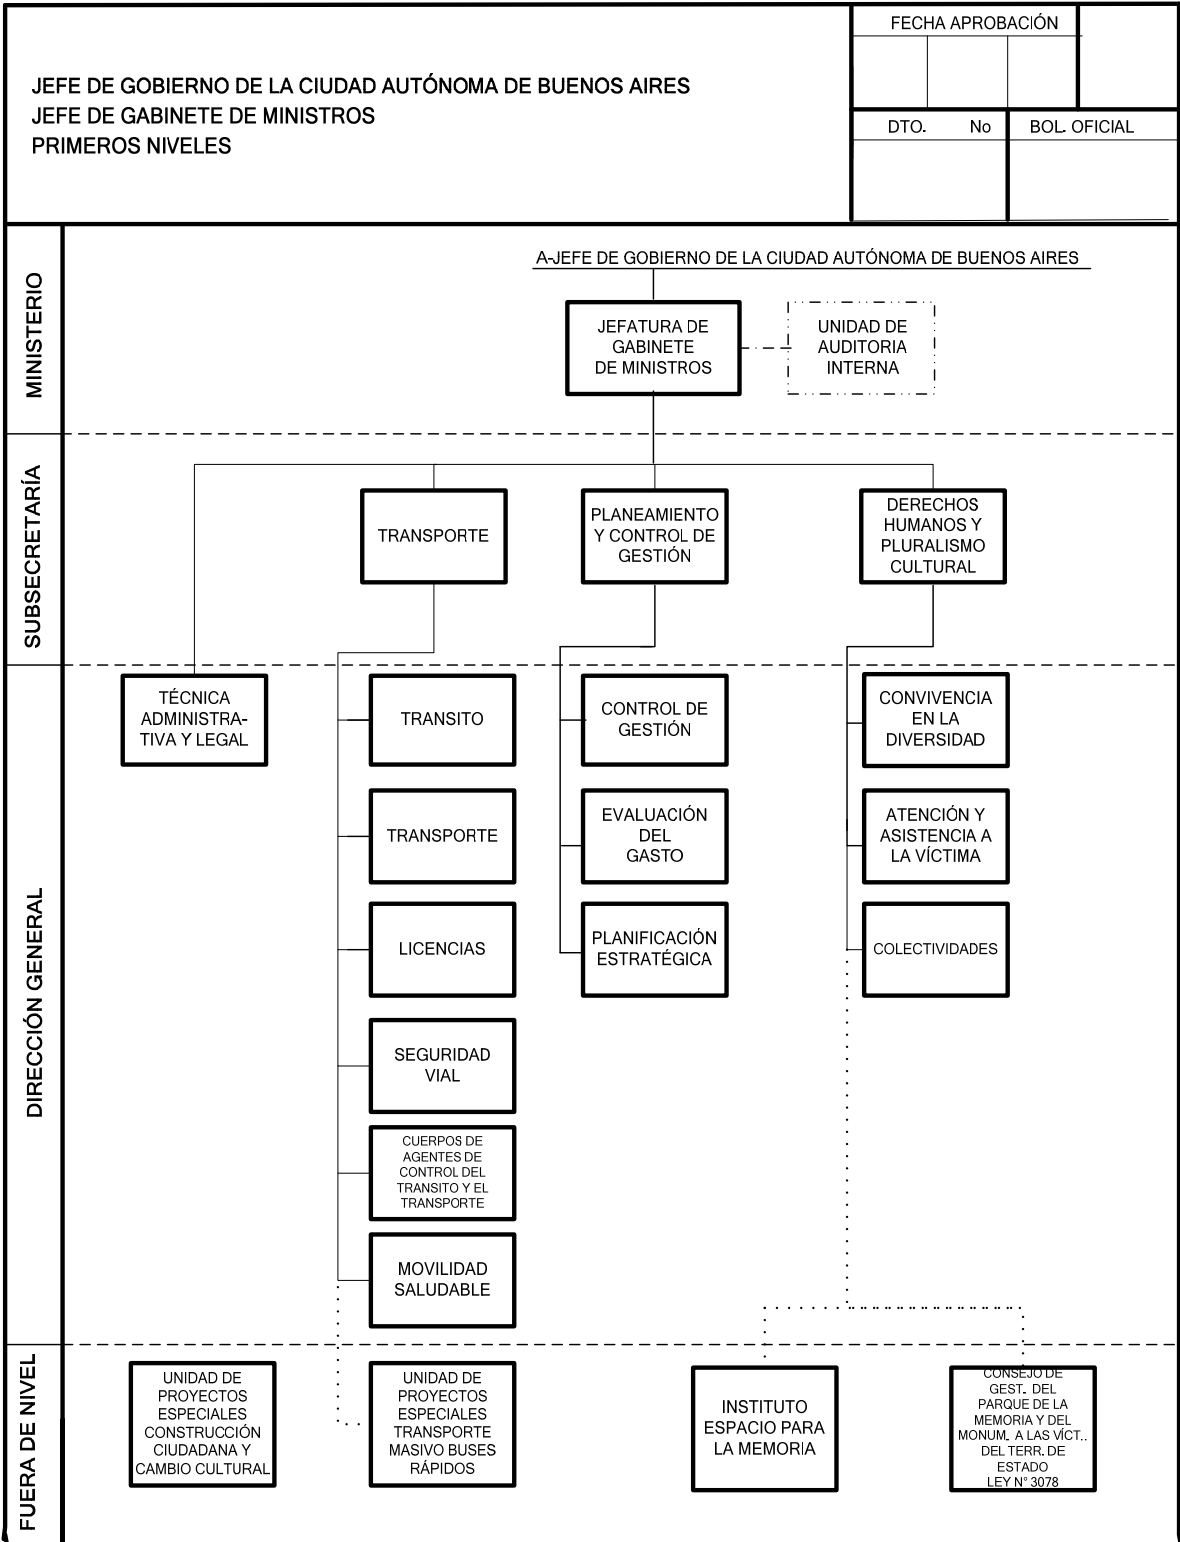 JEFE DE GOBIERNO DE LA CIUDAD AUTÓNOMA DE BUENOS AIRES
JEFE DE GABINETE DE MINISTROS
PRIMEROS NIVELES
FECHA APROBACIÓN
DTO. No
BOL. OFICIAL
MINISTERIO
A-JEFE DE GOBIERNO DE LA CIUDAD AUTÓNOMA DE BUENOS AIRES
JEFATURA DE
GABINETE
DE MINISTROS
UNIDAD DE
AUDITORIA
INTERNA
SUBSECRETARÍA
TRANSPORTE
PLANEAMIENTO
Y CONTROL DE
GESTIÓN
DERECHOS
HUMANOS Y
PLURALISMO
CULTURAL
DIRECCIÓN GENERAL
TÉCNICA
ADMINISTRA-
TIVA Y LEGAL
TRANSITO
TRANSPORTE
LICENCIAS
SEGURIDAD
VIAL
CUERPOS DE
AGENTES DE
CONTROL DEL
TRANSITO Y EL
TRANSPORTE
MOVILIDAD
SALUDABLE
CONTROL DE
GESTIÓN
EVALUACIÓN
DEL
GASTO
PLANIFICACIÓN
ESTRATÉGICA
CONVIVENCIA
EN LA
DIVERSIDAD
ATENCIÓN Y
ASISTENCIA A
LA VÍCTIMA
COLECTIVIDADES
FUERA DE NIVEL
UNIDAD DE
PROYECTOS
ESPECIALES
CONSTRUCCIÓN
CIUDADANA Y
CAMBIO CULTURAL
UNIDAD DE
PROYECTOS
ESPECIALES
TRANSPORTE
MASIVO BUSES
RÁPIDOS
INSTITUTO
ESPACIO PARA
LA MEMORIA
CONSEJO DE
GEST. DEL
PARQUE DE LA
MEMORIA Y DEL
MONUM. A LAS VÍCT..
DEL TERR. DE
ESTADO
LEY N° 3078